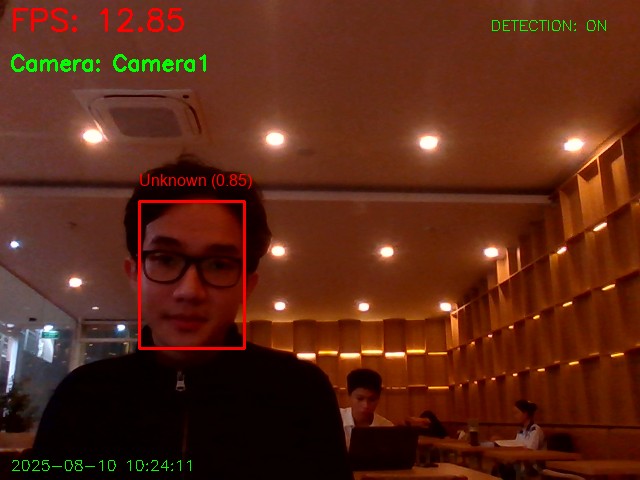 FPS: 12.85
DETECTION: ON
Camera: Camera1
Unknown (0.85)
2025-08-10 10:24:11